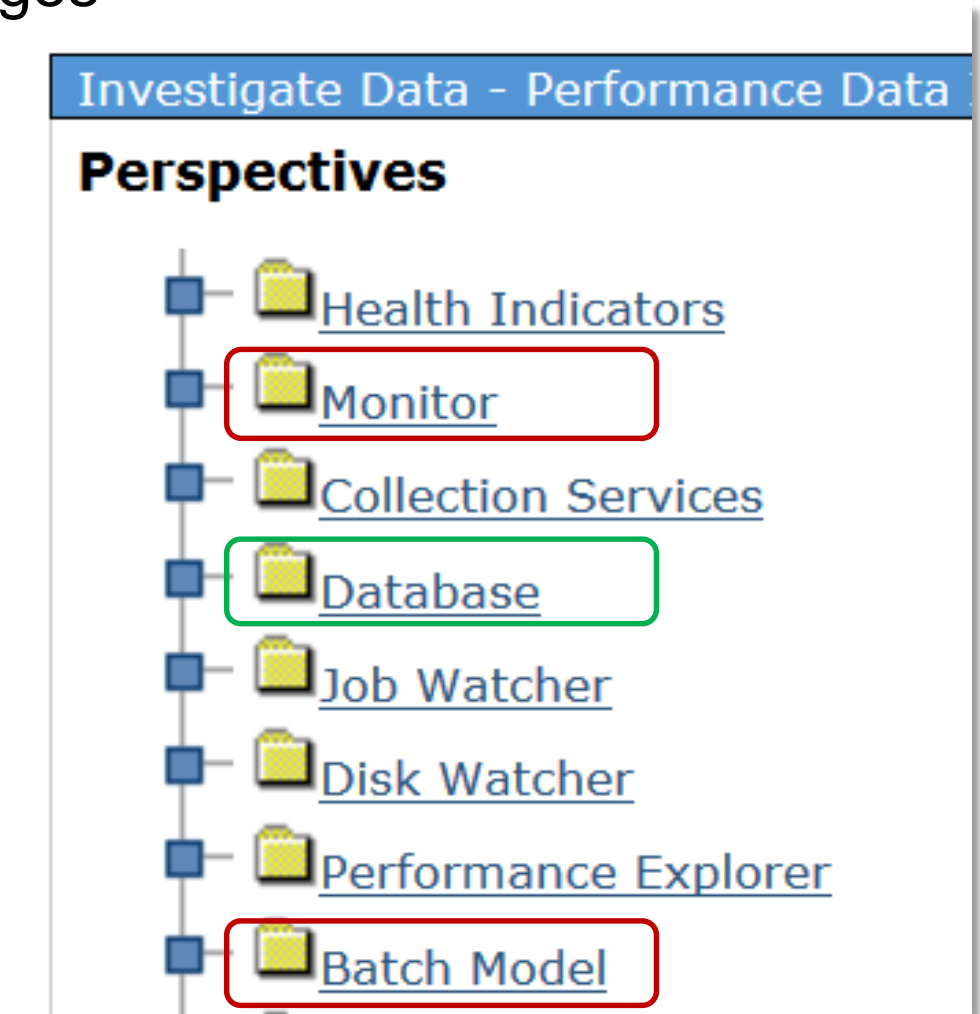 Investigate Data - Performance Data
Perspectives
Health Indicators
Monitor
Collection Services
Database
Job Watcher
Disk Watcher
Performance Explorer
Batch Model